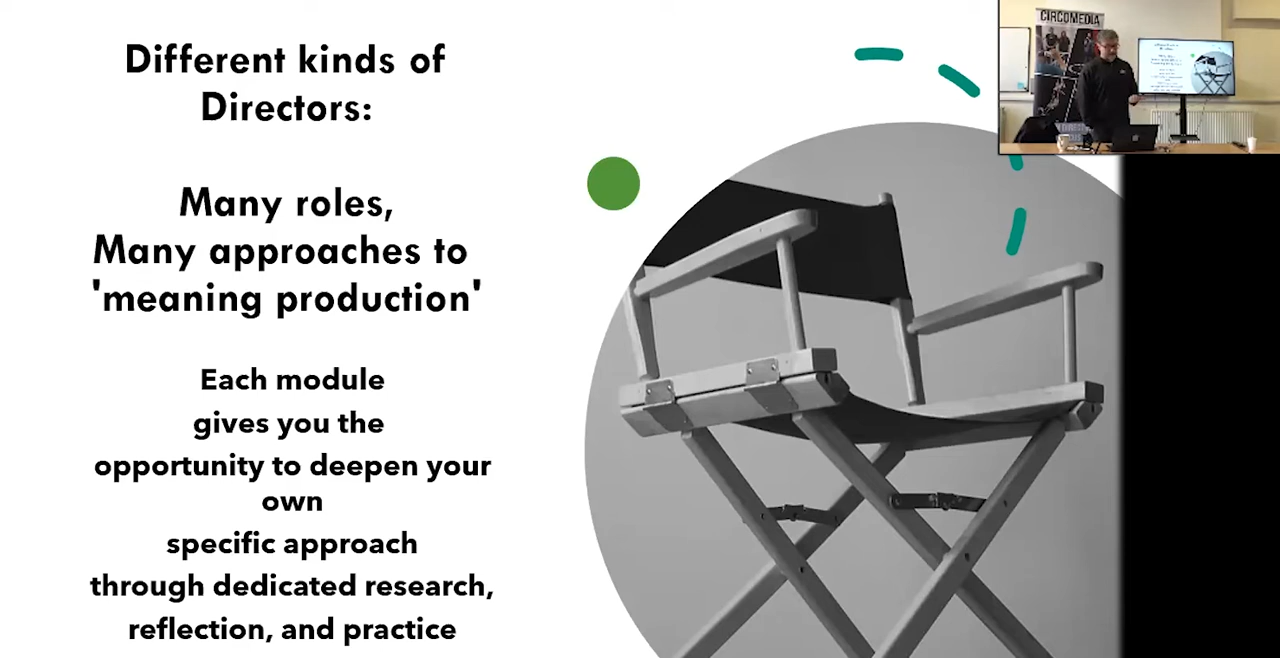 Different kinds of
Directors:
Many roles,
Many approaches to
'meaning production'
Each module
gives you the
opportunity to deepen your
own
specific approach
through dedicated research,
reflection, and practice
CIRCOMEDIA